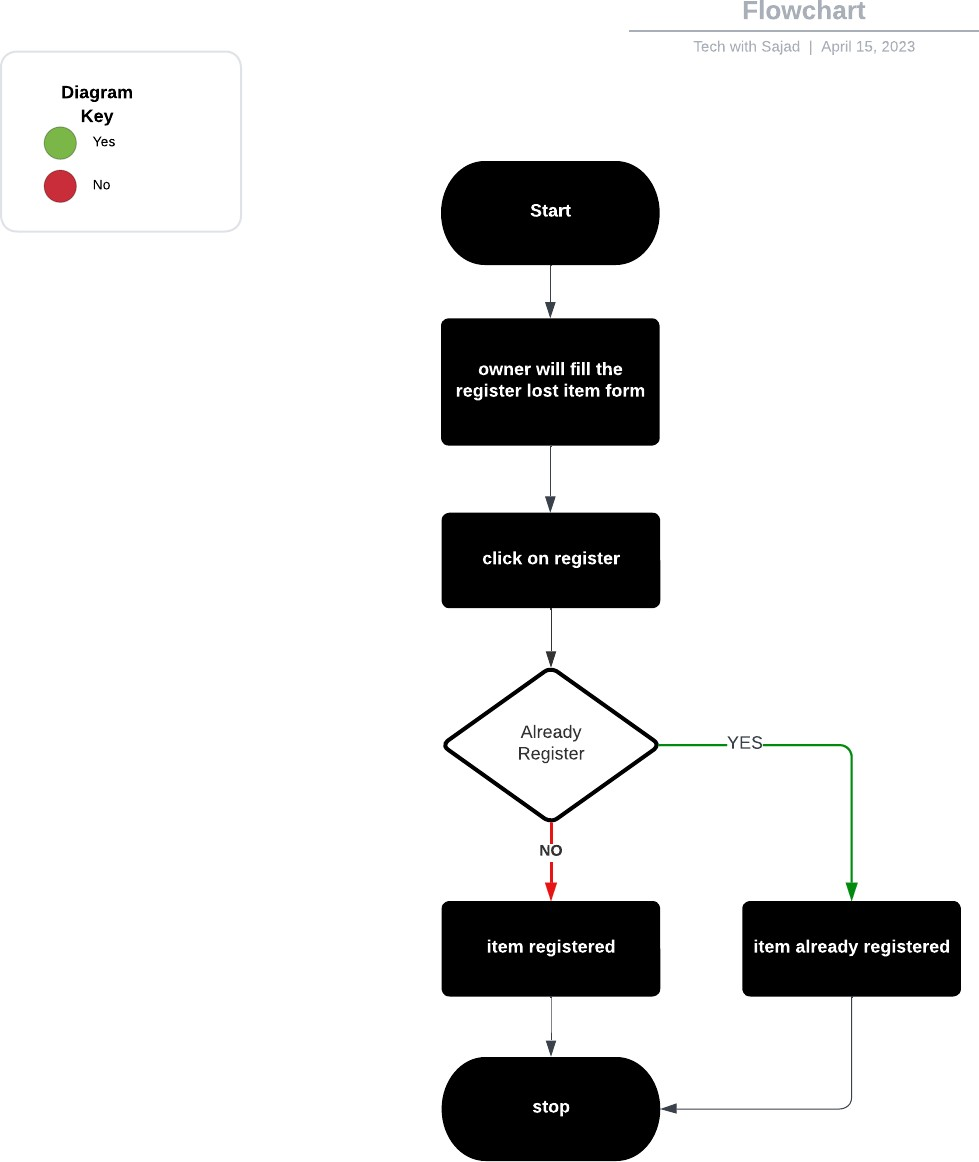 Flowchart
Tech with Sajad | April 15, 2023
Diagram
Key
Yes
No
Start
owner will fill the
register lost item form
click on register
Already
Register
YES
NO
item registered
item already registered
stop